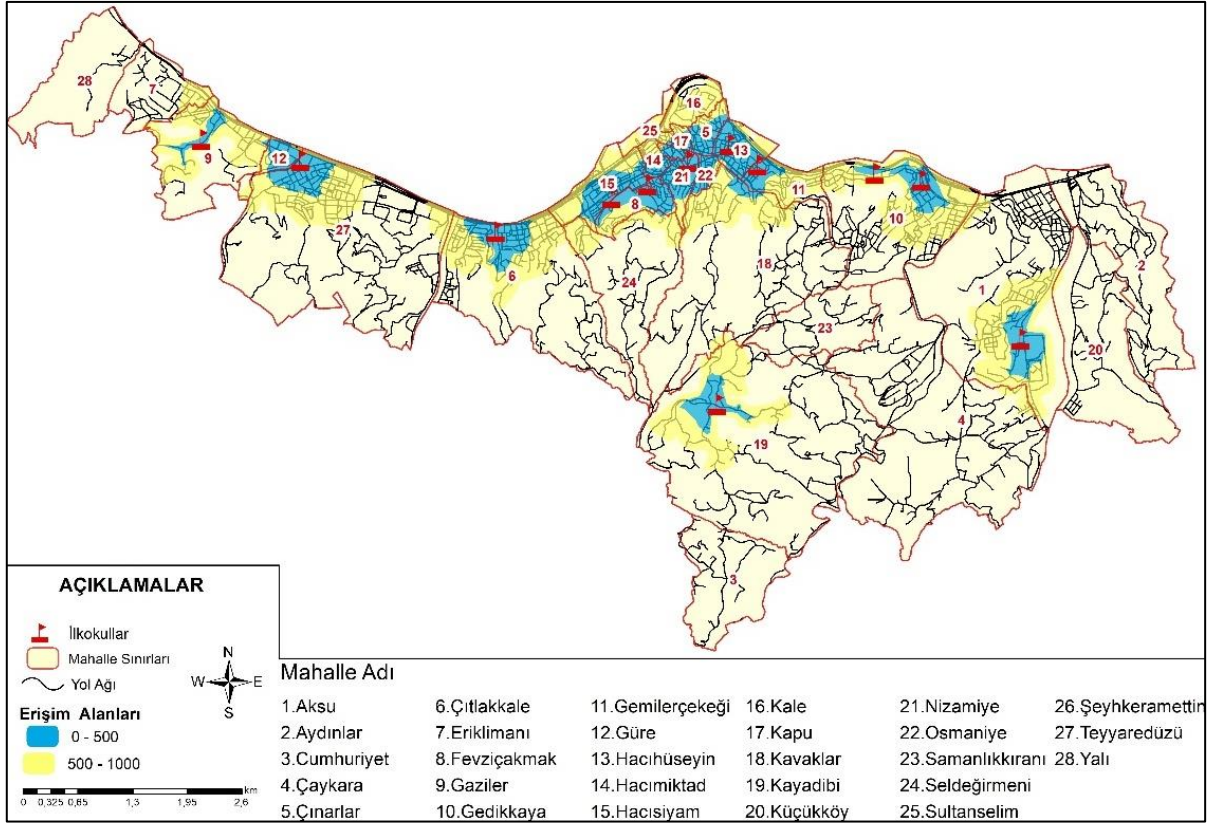 28
7
16
25
5
17
9
12
13
14
21
22
15
11
8
10
27
6
18
24
1
2
23
20
4
19
3
AÇIKLAMALAR
İlkokullar
Mahalle Sınırları
Yol Ağı
N
W E
S
Erişim Alanları
0 - 500
500 - 1000
km
0 0,325 0,65 1,3 1,95 2,6
Mahalle Adı
1.Aksu 6.Çıtlakkale 11.Gemilerçekeği 16.Kale 21.Nizamiye 26.Şeyhkeramettin
2.Aydınlar 7.Eriklimanı 12.Güre 17.Kapu 22.Osmaniye 27.Teyyaredüzü
3.Cumhuriyet 8.Fevziçakmak 13.Hacıhüseyin 18.Kavaklar 23.Samanlıkkıranı 28.Yalı
4.Çaykara 9.Gaziler 14.Hacımiktad 19.Kayadibi 24.Seldeğirmeni
5.Çınarlar 10.Gedikkaya 15.Hacısiyam 20.Küçükköy 25.Sultanselim